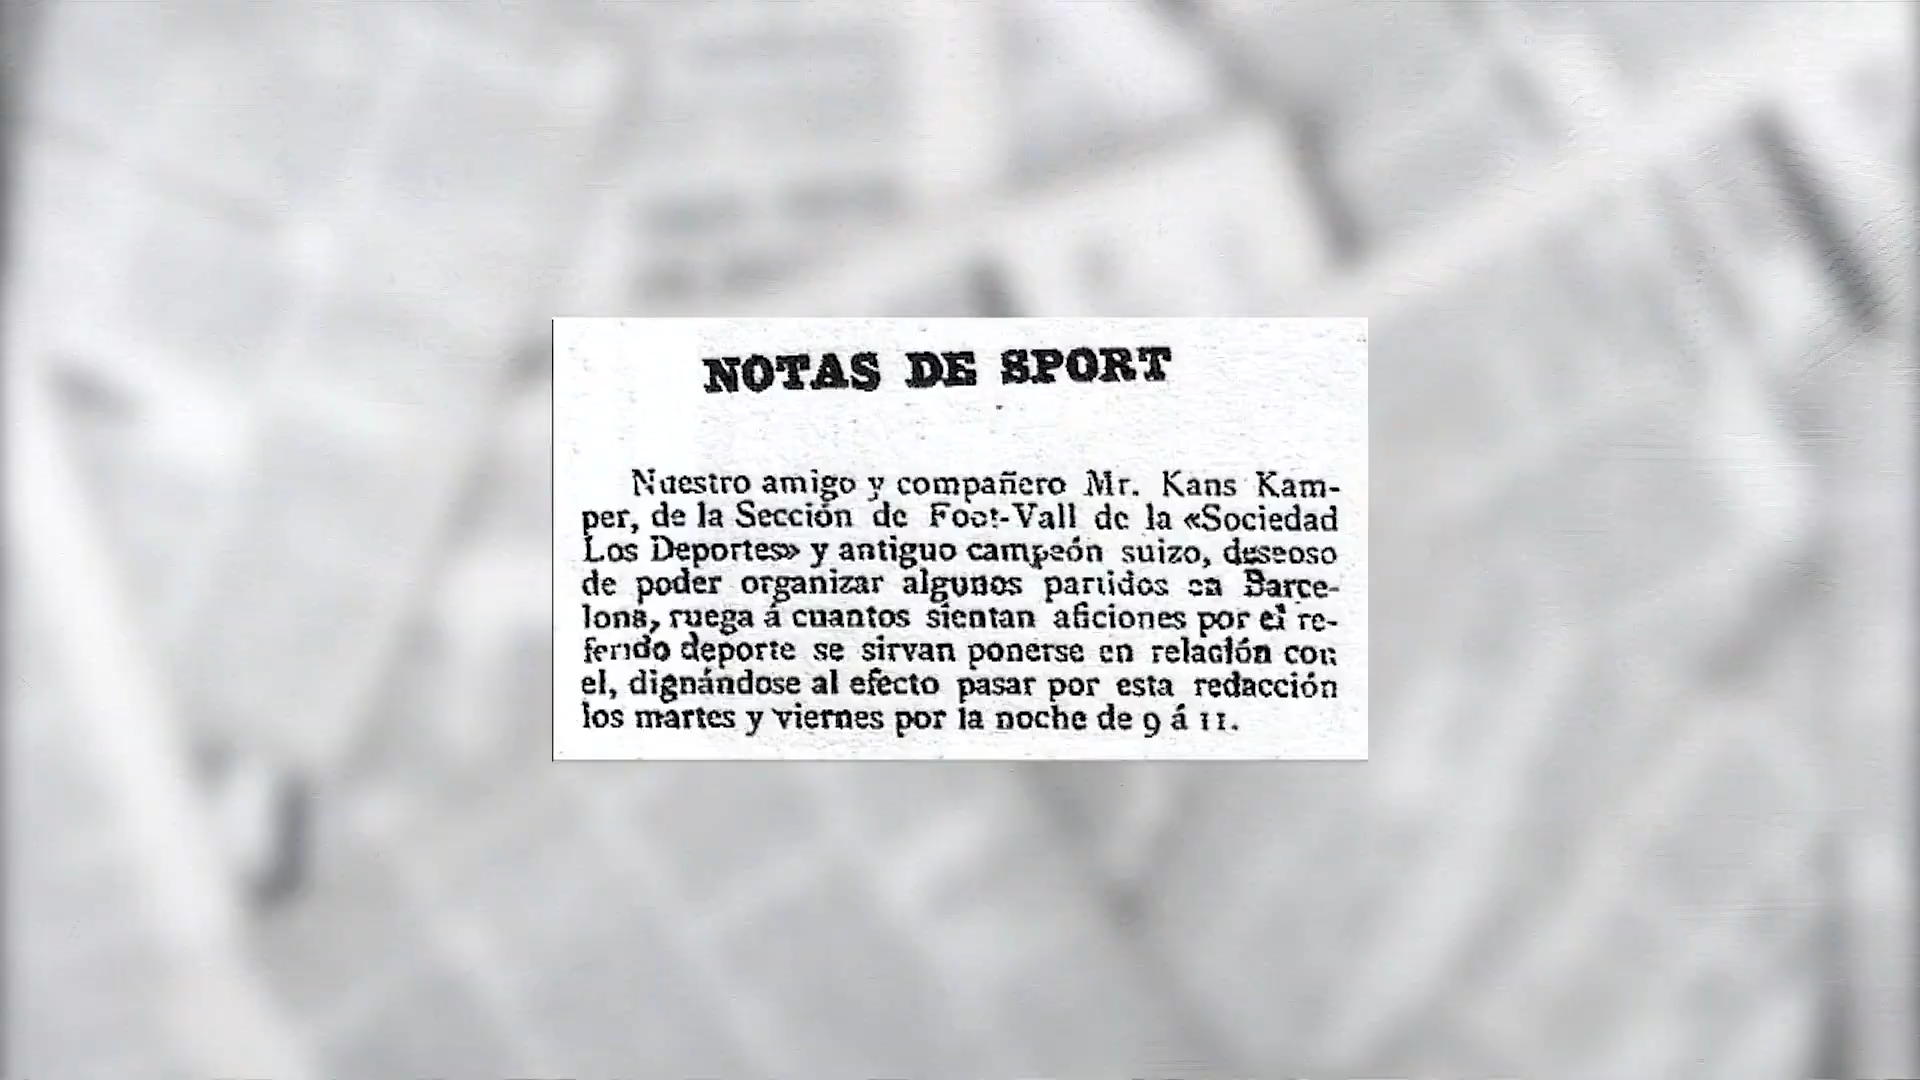 NOTAS DE SPORT
Nuestro amigo y compañero Mr. Kans Kam-
per, de la Sección de Foot-Vall de la «Sociedad
Los Deportes» y antiguo campeón suizo, deseoso
de poder organizar algunos partidos en Barce-
lona, ruega á cuantos sientan aficiones por el re-
ferido deporte se sirvan ponerse en relación con
el, dignándose al efecto pasar por esta redacción
los martes y viernes por la noche de 9 á 11.